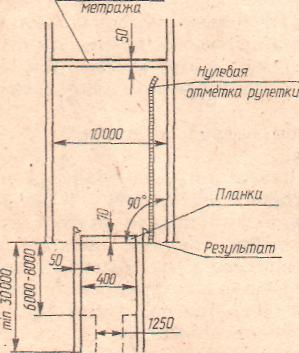 метража
50
Нулевая
отметка рулетки
10000
90°
70
Планки
Результат
50
400
min 30000
6000-8000
1250